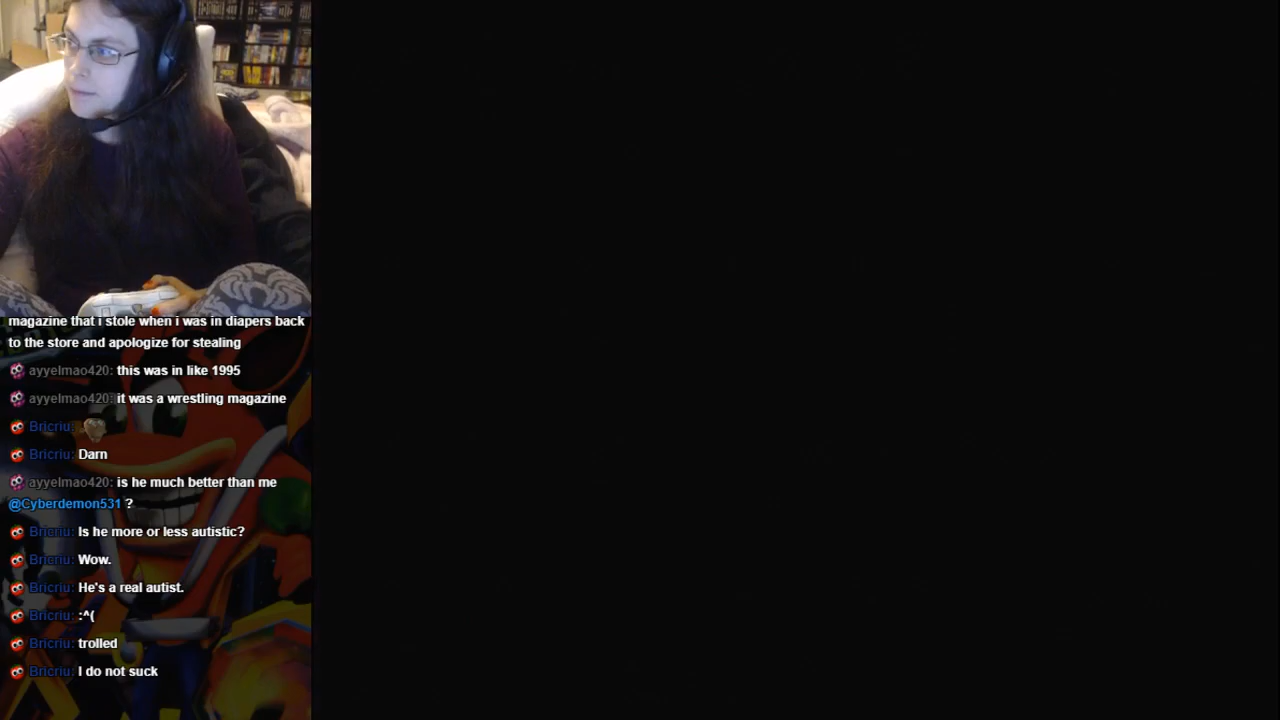 magazine that i stole when i was in diapers back
to the store and apologize for stealing
ayyelmao420: this was in like 1995
ayyelmao420: it was a wrestling magazine
Bricriu:
Bricriu: Darn
ayyelmao420: is he much better than me
@Cyberdemon531 ?
Bricriu: Is he more or less autistic?
Bricriu: Wow.
Bricriu: He's a real autist.
Bricriu: :^(
Bricriu: trolled
Bricriu: I do not suck